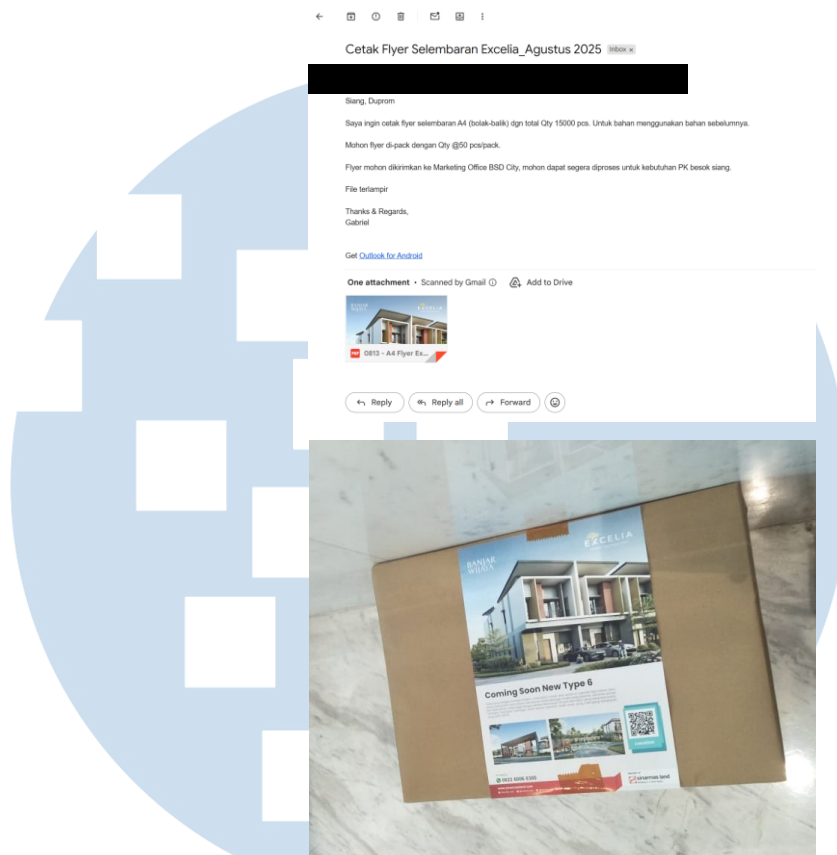 Cetak Flyer Selembaran Excelia_Agustus 2025 Inbox x
Siang, Duprom
Saya ingin cetak flyer selembaran A4 (bolak-balik) dgn total Qty 15000 pcs. Untuk bahan menggunakan bahan sebelumnya.
Mohon flyer di-pack dengan Qty @50 pcs/pack.
Flyer mohon dikirimkan ke Marketing Office BSD City, mohon dapat segera diproses untuk kebutuhan PK besok siang.
File terlampir
Thanks & Regards,
Gabriel
Get Outlook for Android
One attachment • Scanned by Gmail
Add to Drive
BANJAR
EXCELIA
PDF 0813 - A4 Flyer Ex...
Reply
Reply all
Forward
BANJAR
WIJAYA
EXCELIA
Coming Soon New Type 6
sinarmas land